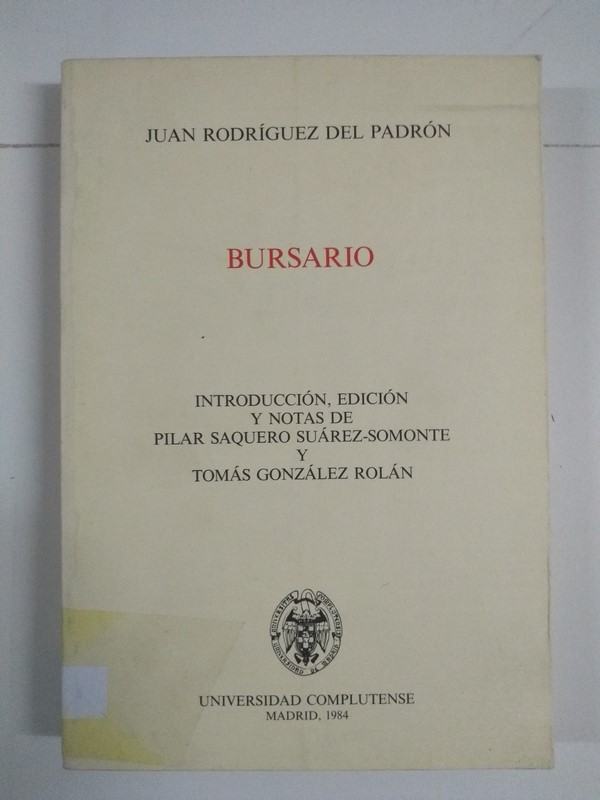 JUAN RODRÍGUEZ DEL PADRÓN
BURSARIO
INTRODUCCIÓN, EDICIÓN
Y NOTAS DE
PILAR SAQUERO SUÁREZ-SOMONTE
Y
TOMÁS GONZÁLEZ ROLÁN
UNIVERSIDAD COMPLUTENSE
MADRID, 1984